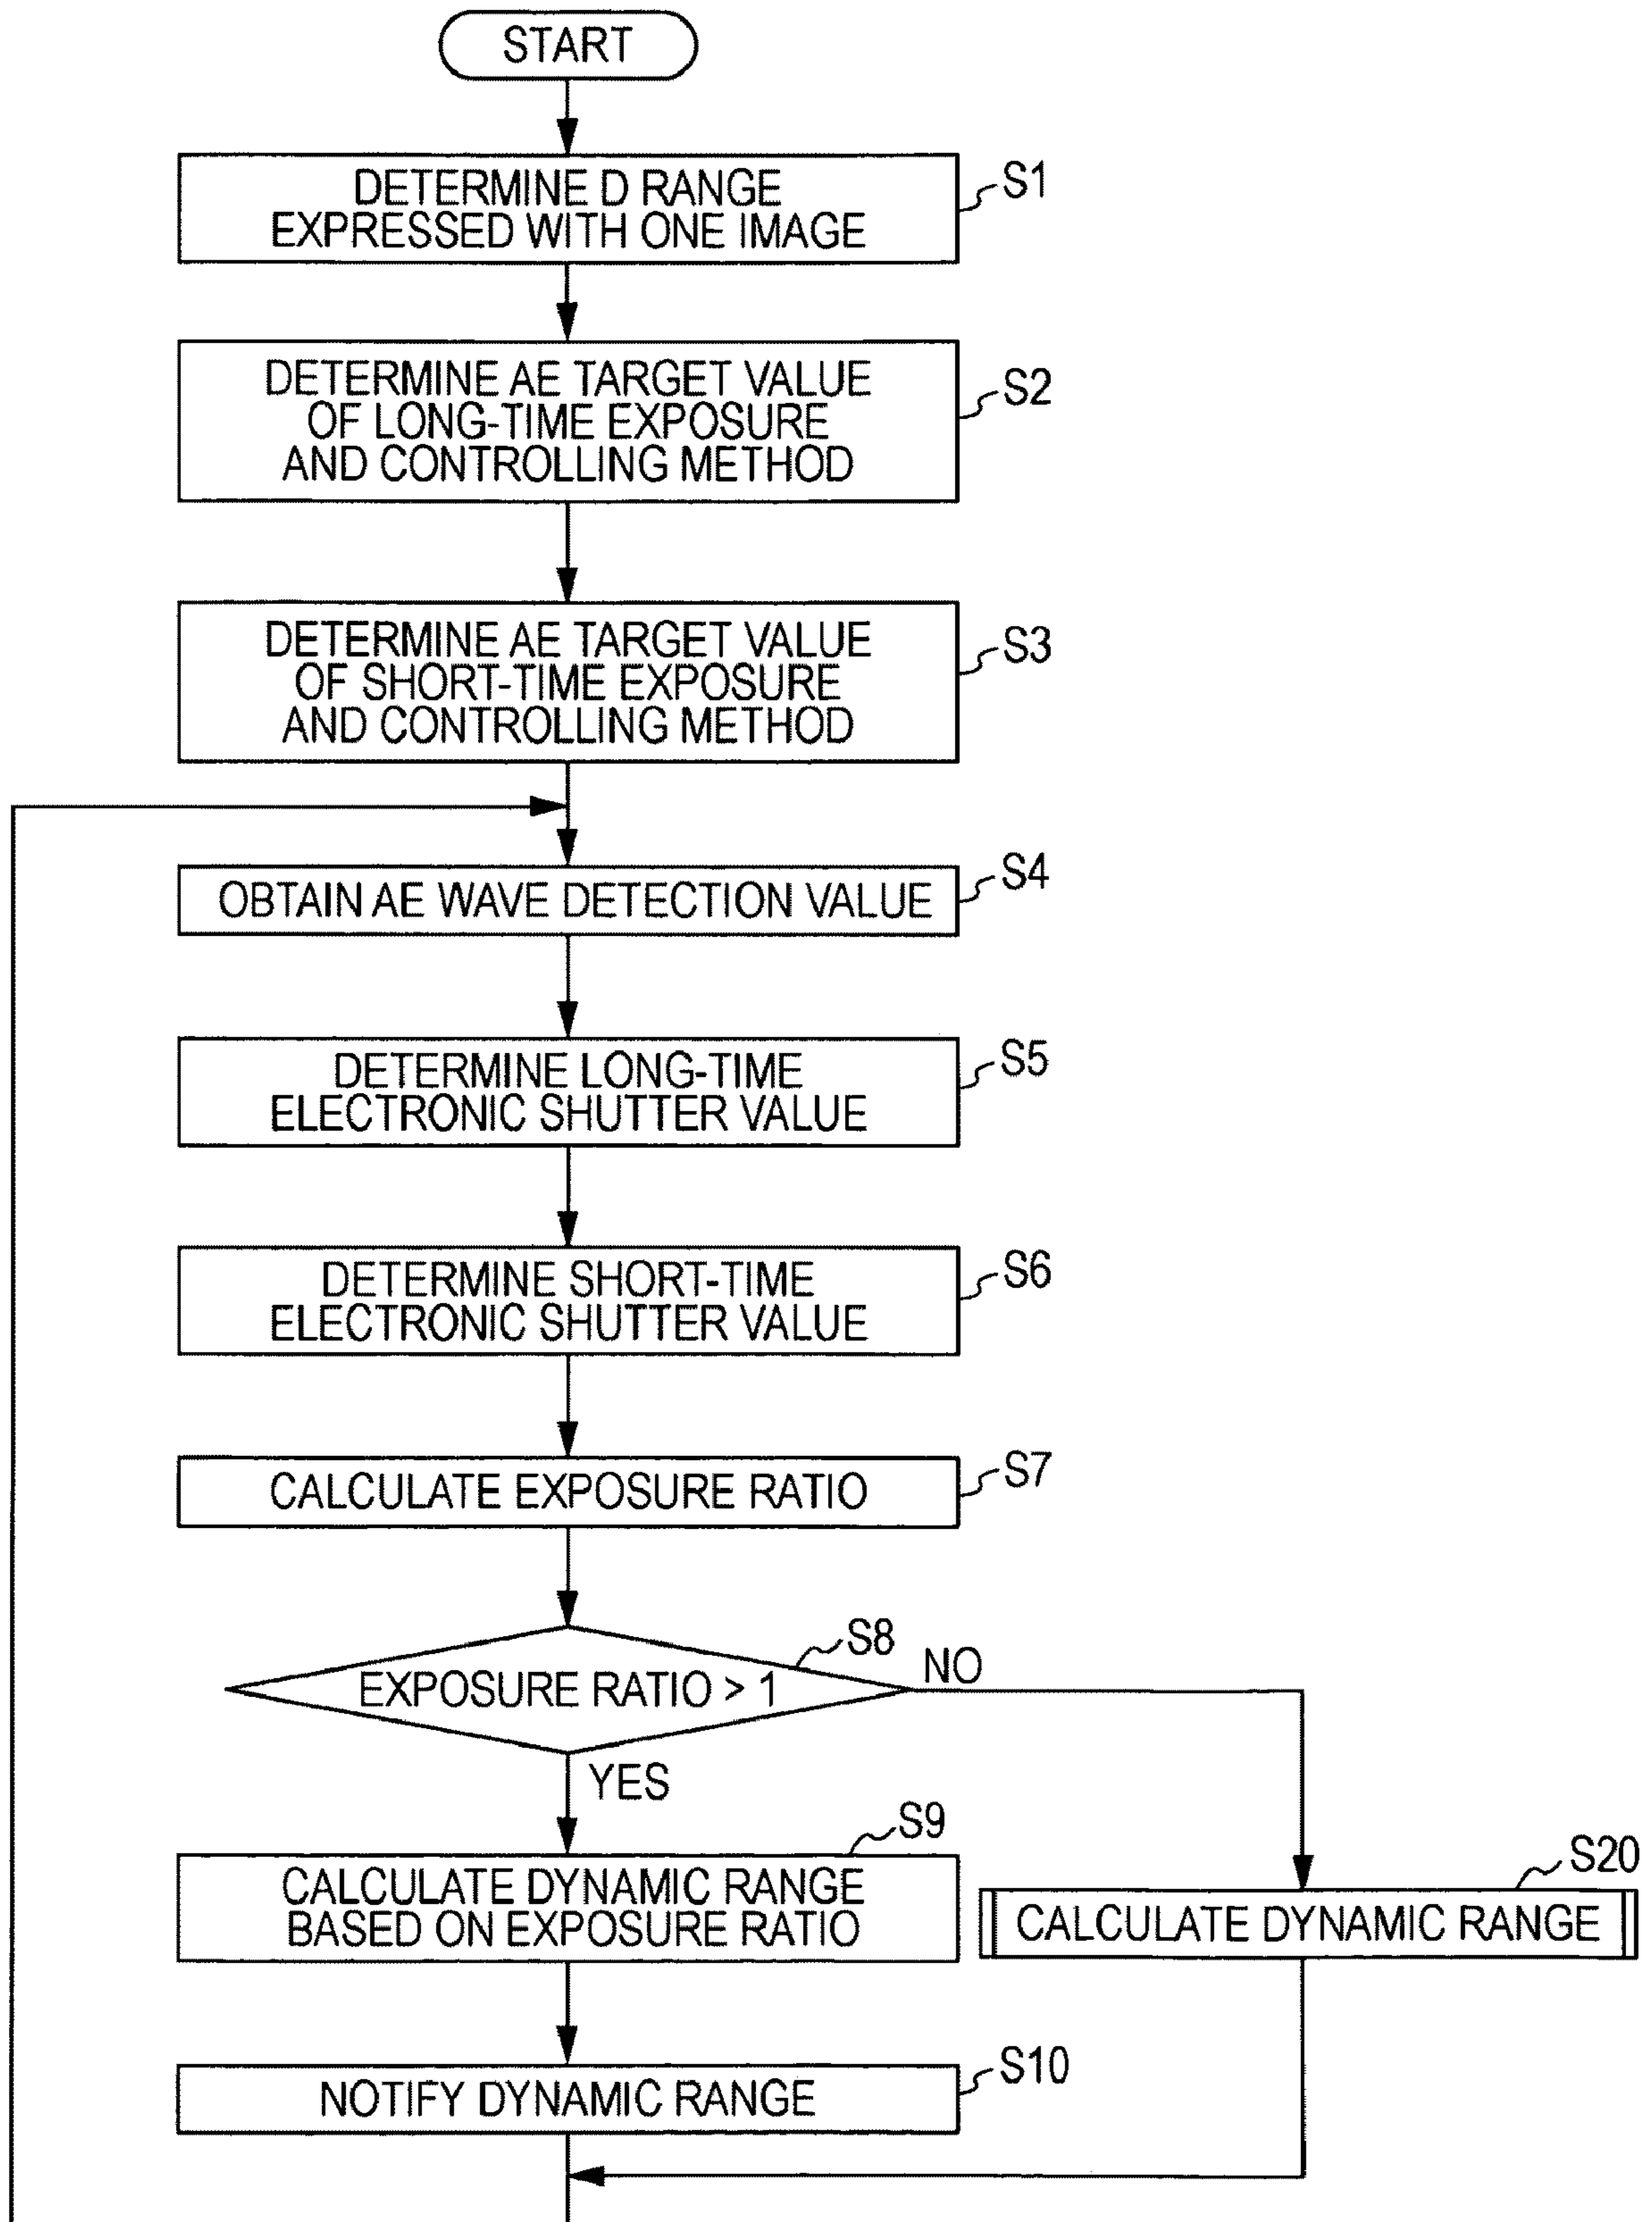 START
DETERMINE D RANGE
EXPRESSED WITH ONE IMAGE
S1
DETERMINE AE TARGET VALUE
OF LONG-TIME EXPOSURE
AND CONTROLLING METHOD
S2
DETERMINE AE TARGET VALUE
OF SHORT-TIME EXPOSURE
AND CONTROLLING METHOD
S3
OBTAIN AE WAVE DETECTION VALUE
S4
DETERMINE LONG-TIME
ELECTRONIC SHUTTER VALUE
S5
DETERMINE SHORT-TIME
ELECTRONIC SHUTTER VALUE
S6
CALCULATE EXPOSURE RATIO
S7
EXPOSURE RATIO > 1
S8
NO
YES
CALCULATE DYNAMIC RANGE
BASED ON EXPOSURE RATIO
S9
CALCULATE DYNAMIC RANGE
S20
NOTIFY DYNAMIC RANGE
S10